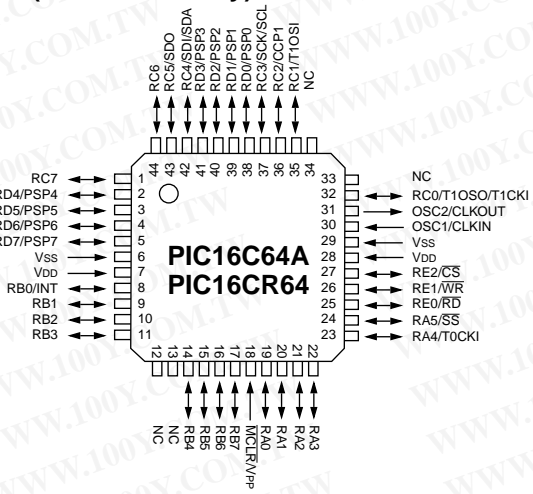 RC6
RC5/SDO
RC4/SDI/SDA
RD3/PSP3
RD2/PSP2
RD1/PSP1
RD0/PSP0
RC3/SCK/SCL
RC2/CCP1
RC1/T1OSI
NC
44
43
42
41
40
39
38
37
36
35
34
RC7 1
RD4/PSP4 2
RD5/PSP5 3
RD6/PSP6 4
RD7/PSP7 5
VSS 6
VDD 7
RB0/INT 8
RB1 9
RB2 10
RB3 11
PIC16C64A
PIC16CR64
33 NC
32 RC0/T1OSO/T1CKI
31 OSC2/CLKOUT
30 OSC1/CLKIN
29 VSS
28 VDD
27 RE2/CS
26 RE1/WR
25 RE0/RD
24 RA5/SS
23 RA4/T0CKI
12
13
14
15
16
17
18
19
20
21
22
NC
NC
RB4
RB5
RB6
RB7
MCLR/VPP
RA0
RA1
RA2
RA3
WWW.100Y.COM.TW